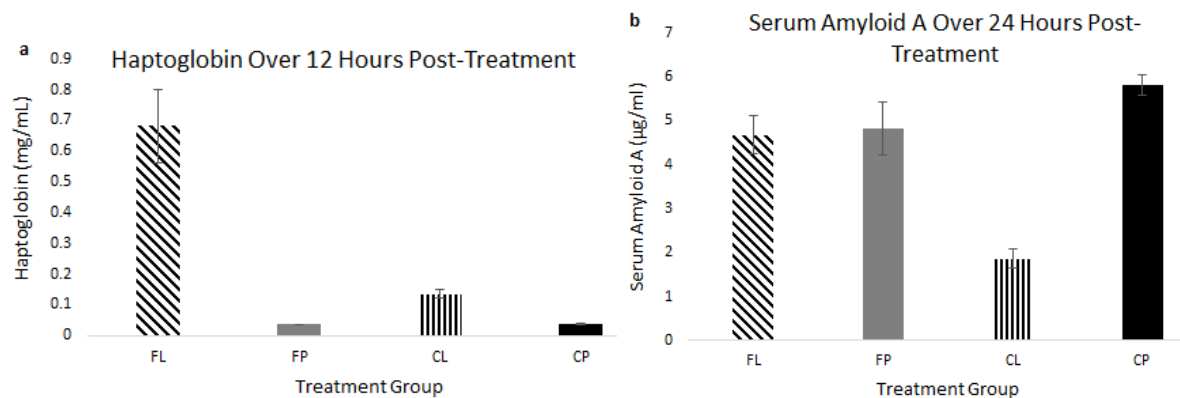 a
Haptoglobin Over 12 Hours Post-Treatment
Haptoglobin (mg/mL)
0.9
0.8
0.7
0.6
0.5
0.4
0.3
0.2
0.1
0
FL FP CL CP
Treatment Group
b
Serum Amyloid A Over 24 Hours Post-
Treatment
Serum Amyloid A (µg/ml)
7
6
5
4
3
2
1
0
FL FP CL CP
Treatment Group